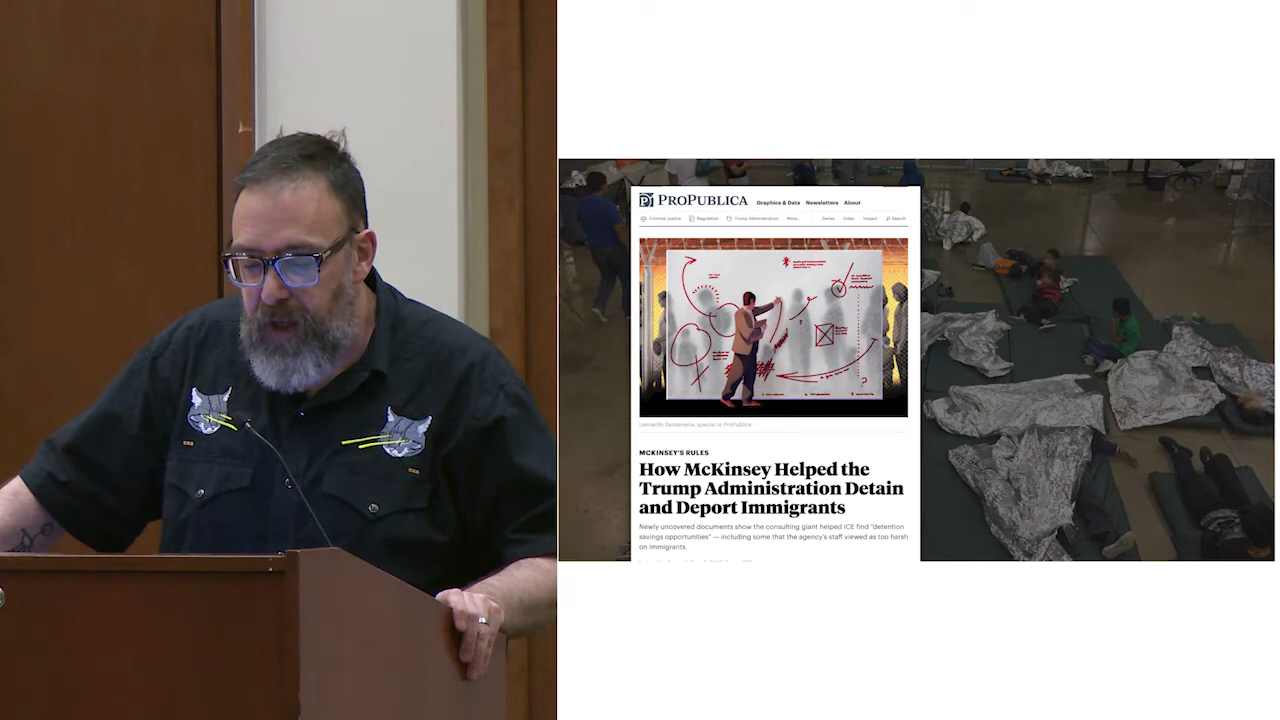 PROPUBLICA Graphics & Data Newsletters About
Criminal Justice Regulation Trump Administration More... Series Video Impact Search
Leonardo Santamaria, special to ProPublica
MCKINSEY'S RULES
How McKinsey Helped the
Trump Administration Detain
and Deport Immigrants
Newly uncovered documents show the consulting giant helped ICE find “detention
savings opportunities” — including some that the agency's staff viewed as too harsh
on immigrants.